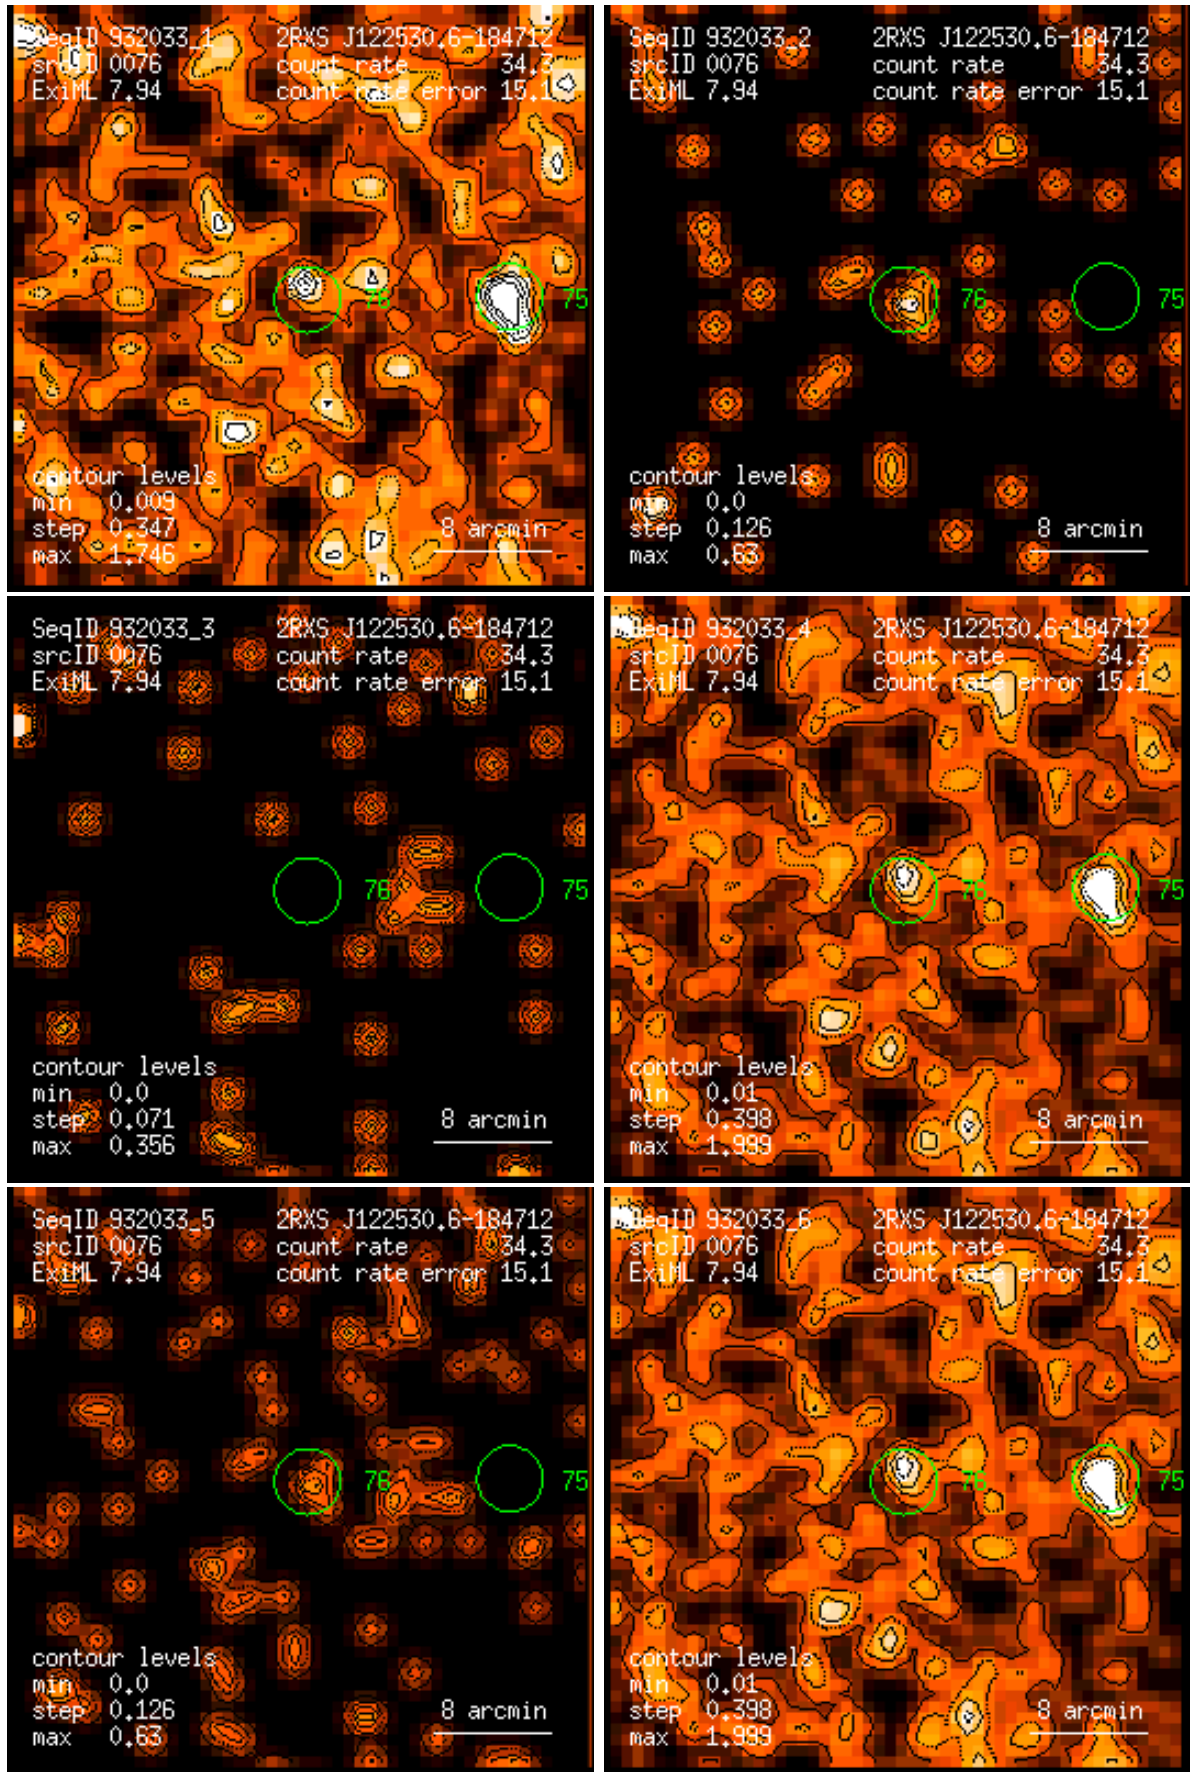 SeqID 932033_1 2RXS J122530.6-184712
srcID 0076 count rate 34.3
ExiML 7.94 count rate error 15.1
76
75
contour levels
min 0.009
step 0.347
max 1.746
8 arcmin
SeqID 932033_2 2RXS J122530.6-184712
srcID 0076 count rate 34.3
ExiML 7.94 count rate error 15.1
76
75
contour levels
min 0.0
step 0.126
max 0.63
8 arcmin
SeqID 932033_3 2RXS J122530.6-184712
srcID 0076 count rate 34.3
ExiML 7.94 count rate error 15.1
76
75
contour levels
min 0.0
step 0.071
max 0.356
8 arcmin
SeqID 932033_4 2RXS J122530.6-184712
srcID 0076 count rate 34.3
ExiML 7.94 count rate error 15.1
76
75
contour levels
min 0.01
step 0.398
max 1.999
8 arcmin
SeqID 932033_5 2RXS J122530.6-184712
srcID 0076 count rate 34.3
ExiML 7.94 count rate error 15.1
76
75
contour levels
min 0.0
step 0.126
max 0.63
8 arcmin
SeqID 932033_6 2RXS J122530.6-184712
srcID 0076 count rate 34.3
ExiML 7.94 count rate error 15.1
76
75
contour levels
min 0.01
step 0.398
max 1.999
8 arcmin